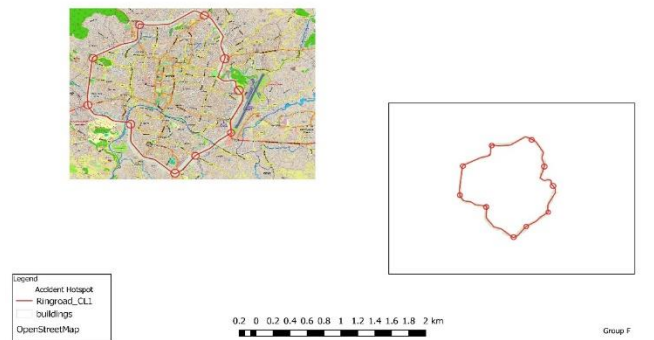 Legend
Accident Hotspot
Ringroad_CL1
buildings
OpenStreetMap
0.2 0 0.2 0.4 0.6 0.8 1 1.2 1.4 1.6 1.8 2 km
Group F